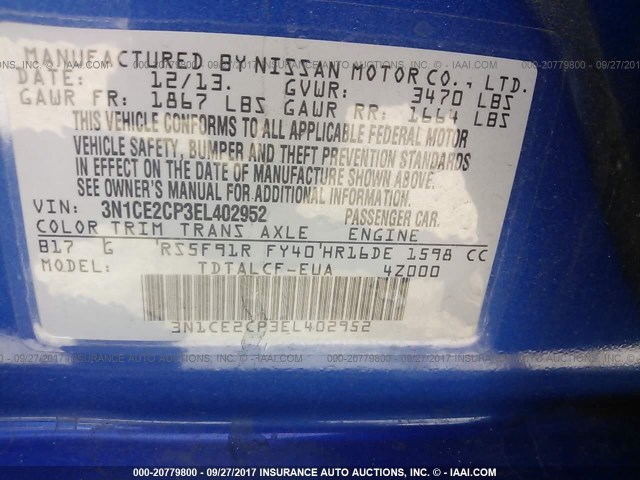 MANUFACTURED BY NISSAN MOTOR CO., LTD.
DATE: 12/13. GVWR: 3470 LBS
GAWR FR: 1867 LBS GAWR RR: 1664 LBS
THIS VEHICLE CONFORMS TO ALL APPLICABLE FEDERAL MOTOR
VEHICLE SAFETY, BUMPER AND THEFT PREVENTION STANDARDS
IN EFFECT ON THE DATE OF MANUFACTURE SHOWN ABOVE.
SEE OWNER'S MANUAL FOR ADDITIONAL INFORMATION.
VIN: 3N1CE2CP3EL402952 PASSENGER CAR.
COLOR TRIM TRANS AXLE ENGINE
B17 G RS5F91R FY40 HR16DE 1598 CC
MODEL: TDTALCF-EUA 4Z000
3N1CE2CP3EL402952
000-20779800 - 09/27/2017 INSURANCE AUTO AUCTIONS, INC. - © IAAI.COM